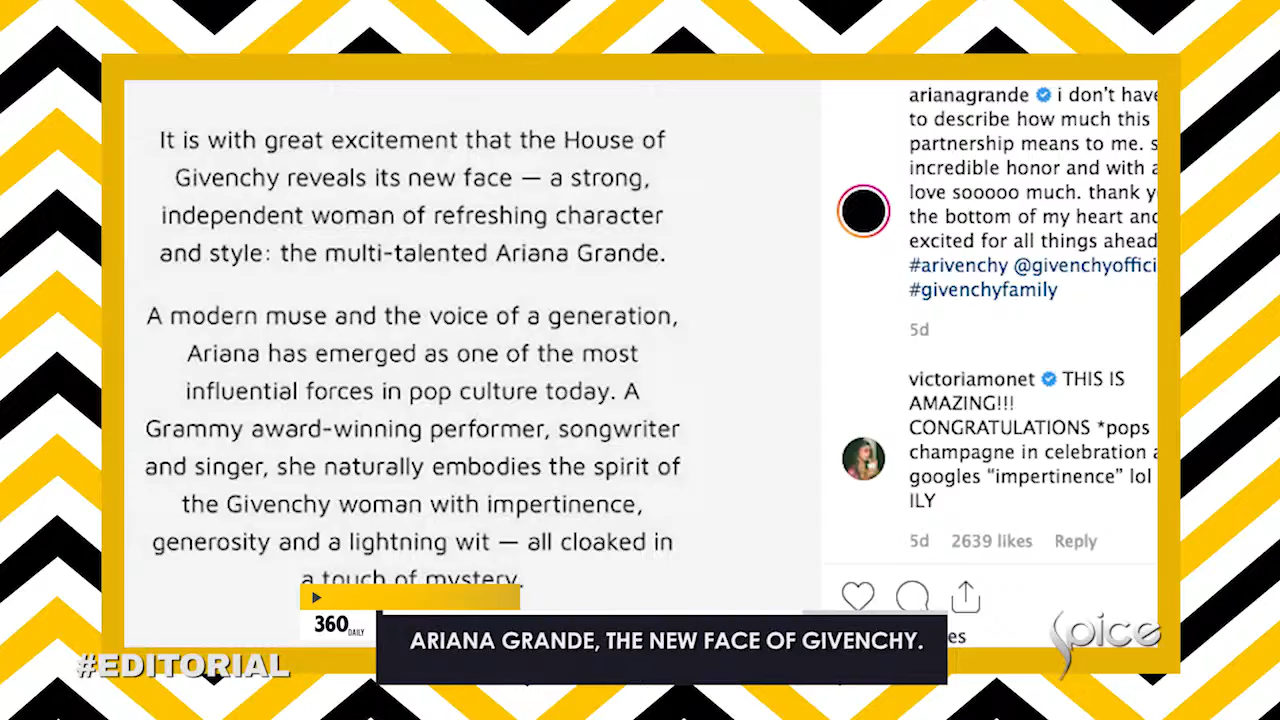 It is with great excitement that the House of
Givenchy reveals its new face — a strong,
independent woman of refreshing character
and style: the multi-talented Ariana Grande.
A modern muse and the voice of a generation,
Ariana has emerged as one of the most
influential forces in pop culture today. A
Grammy award-winning performer, songwriter
and singer, she naturally embodies the spirit of
the Givenchy woman with impertinence,
generosity and a lightning wit — all cloaked in
a touch of mystery.
arianagrande i don't have
to describe how much this
partnership means to me. s
incredible honor and with a
love sooooo much. thank y
the bottom of my heart and
excited for all things ahead
#arivenchy @givenchyoffici
#givenchyfamily
5d
victoriamonet THIS IS
AMAZING!!!
CONGRATULATIONS *pops
champagne in celebration a
googles “impertinence” lol
ILY
5d 2639 likes Reply
360 DAILY
ARIANA GRANDE, THE NEW FACE OF GIVENCHY.
#EDITORIAL
Spice